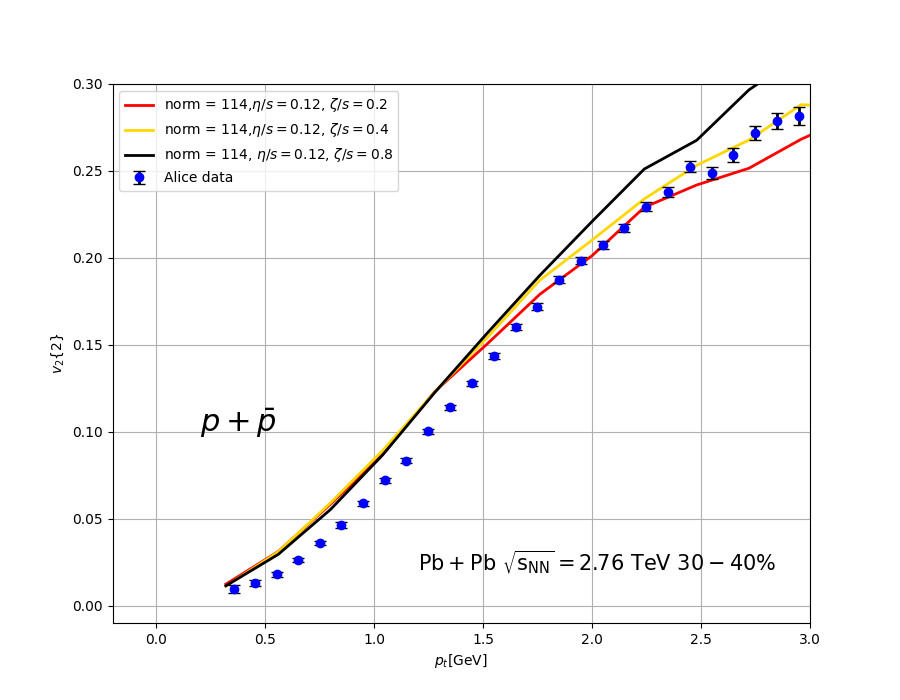 0.30
0.25
0.20
0.15
0.10
0.05
0.00
v₂{2}
norm = 114,η/s = 0.12, ζ/s = 0.2
norm = 114,η/s = 0.12, ζ/s = 0.4
norm = 114, η/s = 0.12, ζ/s = 0.8
Alice data
p + p̄
Pb + Pb √s_NN = 2.76 TeV 30 − 40%
0.0 0.5 1.0 1.5 2.0 2.5 3.0
pₜ[GeV]